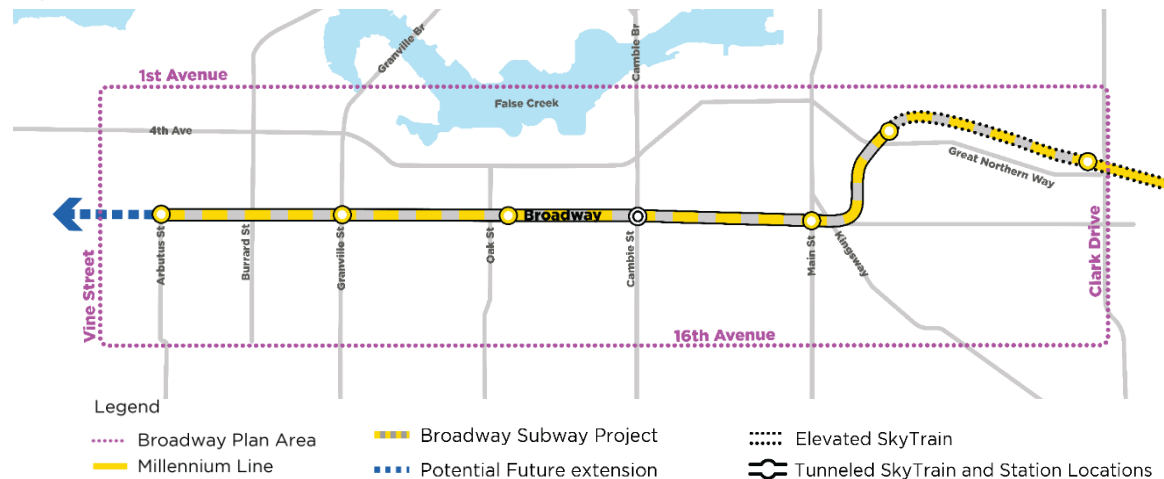 Granville Br
Cambie Br
1st Avenue
False Creek
4th Ave
Great Northern Way
Broadway
Arbutus St
Burrard St
Granville St
Oak St
Cambie St
Main St
Kingsway
Clark Drive
Vine Street
16th Avenue
Legend
Broadway Plan Area
Millennium Line
Broadway Subway Project
Potential Future extension
Elevated SkyTrain
Tunneled SkyTrain and Station Locations